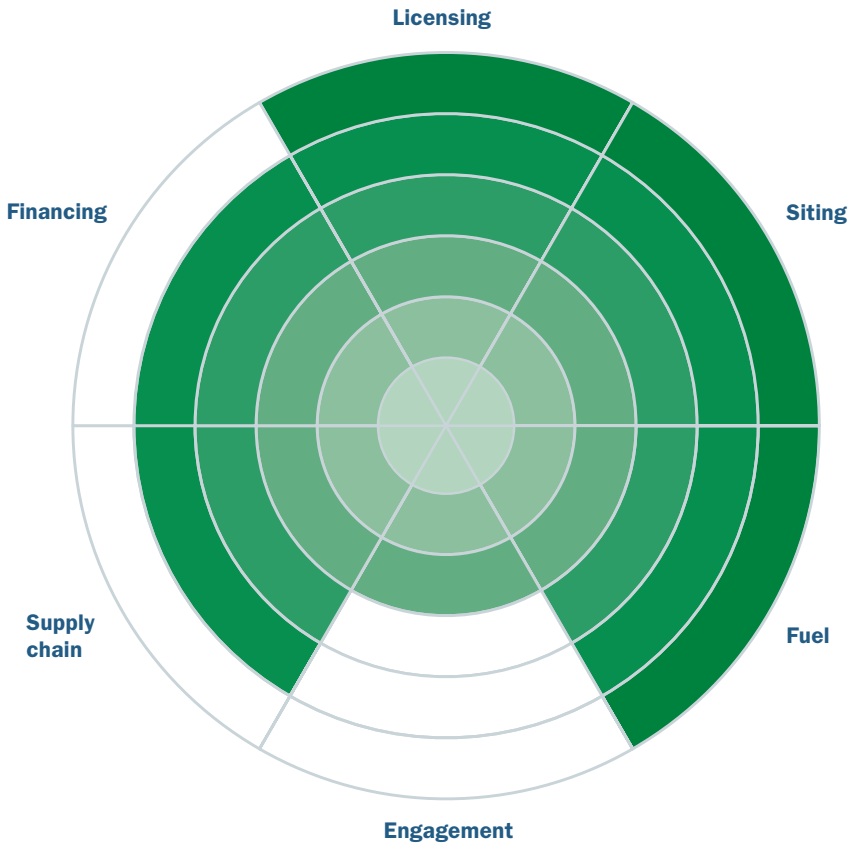 Licensing
Financing
Siting
Supply
chain
Fuel
Engagement